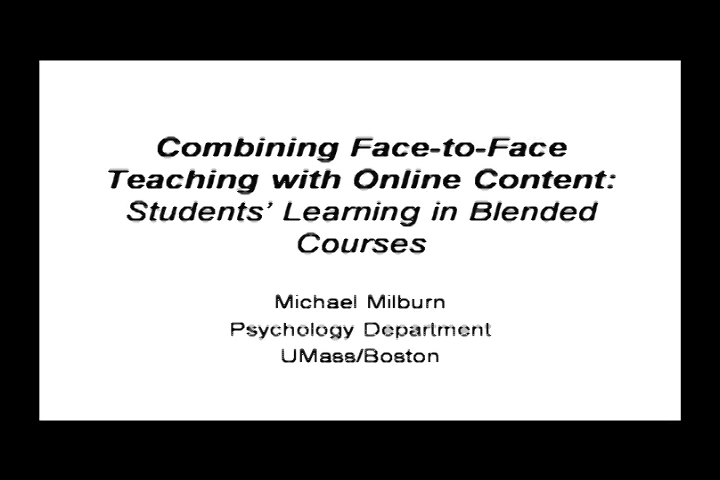 Combining Face-to-Face
Teaching with Online Content:
Students' Learning in Blended
Courses
Michael Milburn
Psychology Department
UMass/Boston